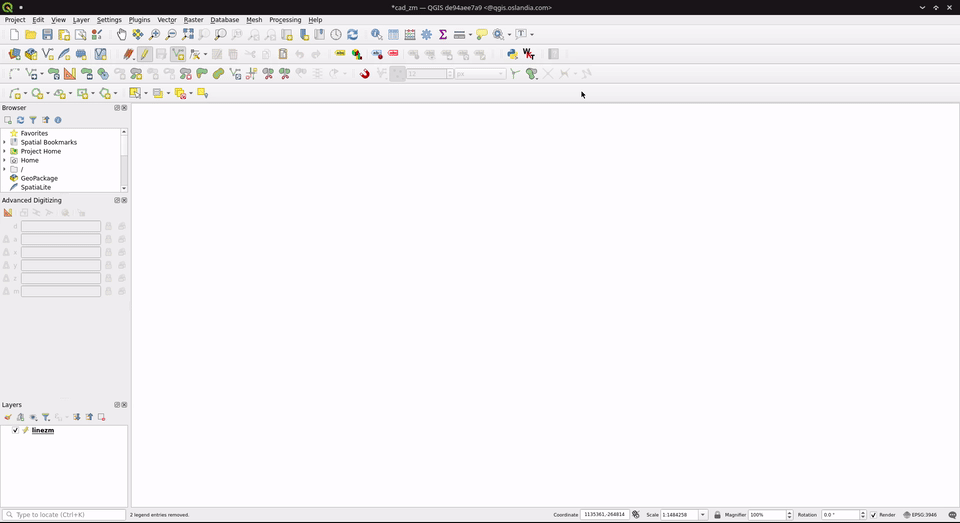 *cad_zm — QGIS de94aee7a9 <@qgis.oslandia.com>
Project Edit View Layer Settings Plugins Vector Raster Database Mesh Processing Help
12 px
Browser
Favorites
Spatial Bookmarks
Project Home
Home
/
GeoPackage
SpatiaLite
Advanced Digitizing
d
a
x
y
z
m
Layers
linezm
Type to locate (Ctrl+K) 2 legend entries removed. Coordinate 1135361,-264814 Scale 1:1484258 Magnifier 100% Rotation 0.0 ° Render EPSG:3946